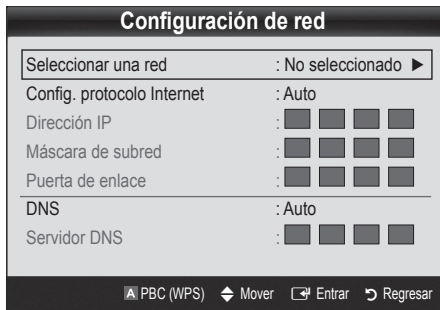 Configuración de red
Seleccionar una red : No seleccionado ▶
Config. protocolo Internet : Auto
Dirección IP :
Máscara de subred :
Puerta de enlace :
DNS : Auto
Servidor DNS :
A PBC (WPS) Mover Entrar Regresar